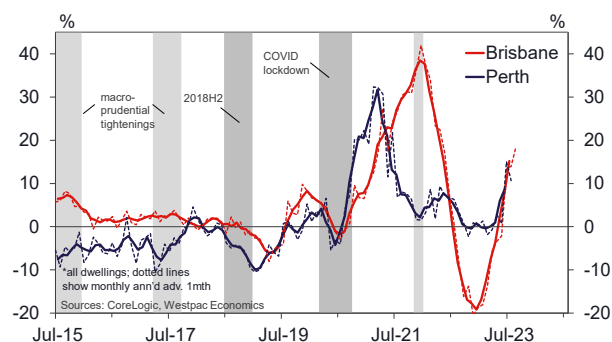 % %
40 40
30 30
20 20
10 10
0 0
-10 -10
-20 -20
Brisbane
Perth
COVID
lockdown
macro-
prudential
tightenings
2018H2
*all dwellings; dotted lines
show monthly ann'd adv. 1mth
Sources: CoreLogic, Westpac Economics
Jul-15 Jul-17 Jul-19 Jul-21 Jul-23